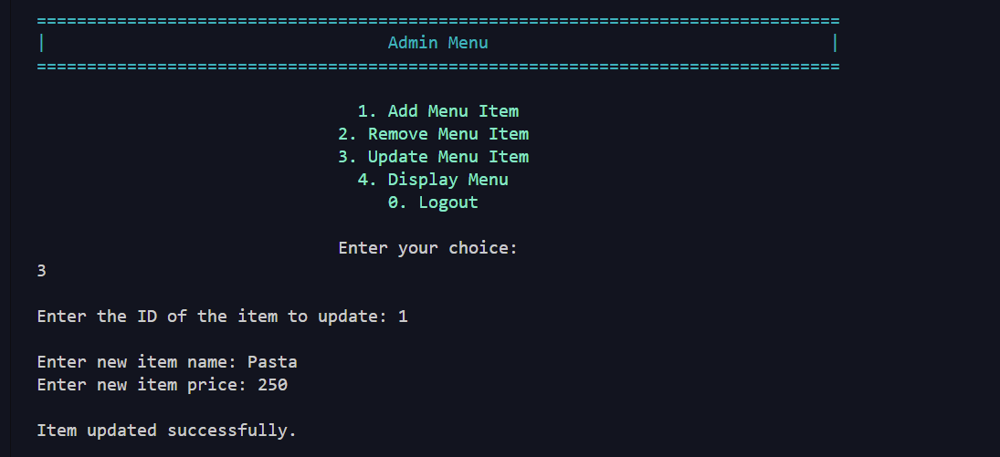 ================================================================================
| Admin Menu |
================================================================================
1. Add Menu Item
2. Remove Menu Item
3. Update Menu Item
4. Display Menu
0. Logout
Enter your choice:
3
Enter the ID of the item to update: 1
Enter new item name: Pasta
Enter new item price: 250
Item updated successfully.